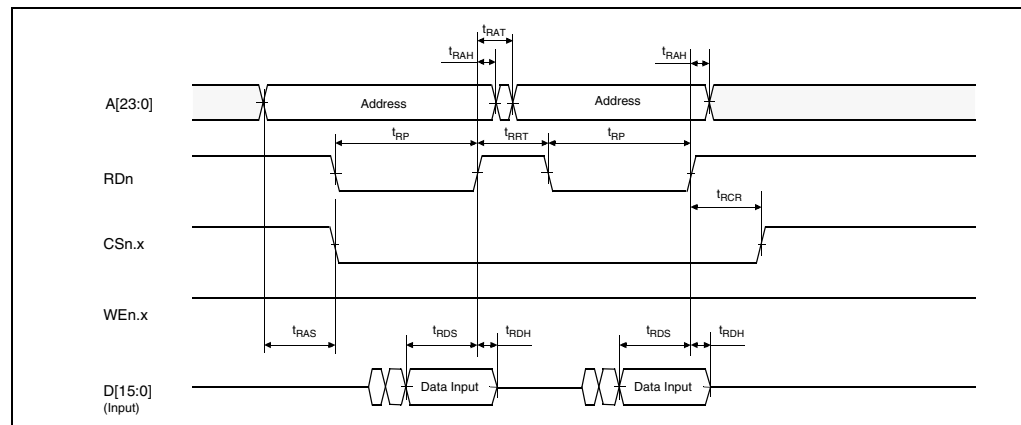 tRAT
tRAH
tRAH
A[23:0]
Address
Address
tRP
tRRT
tRP
RDn
tRCR
CSn.x
WEn.x
tRAS
tRDS
tRDH
tRDS
tRDH
D[15:0]
(Input)
Data Input
Data Input